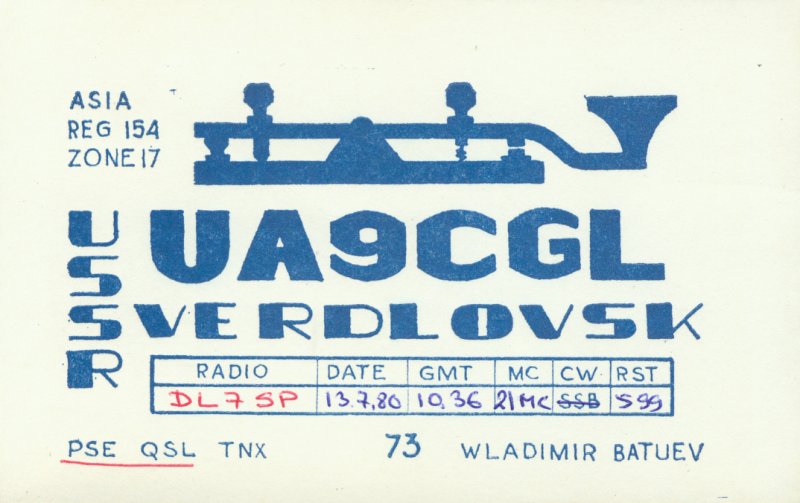 ASIA
REG 154
ZONE 17
USSR
UA9CGL
SVERDLOVSK
RADIO DATE GMT MC CW RST
DL7SP 13.7.80 10.36 21MC SSB 599
PSE QSL TNX 73 WLADIMIR BATUEV